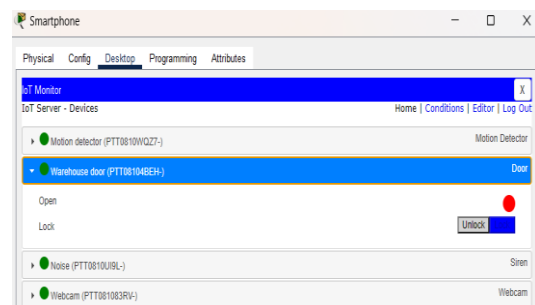 Smartphone
Physical Config Desktop Programming Attributes
IoT Monitor X
IoT Server - Devices Home | Conditions | Editor | Log Out
Motion detector (PTT0810WQZ7-) Motion Detector
Warehouse door (PTT08104BEH-) Door
Open
Lock Unlock
Noise (PTT0810UI9L-) Siren
Webcam (PTT081083RV-) Webcam